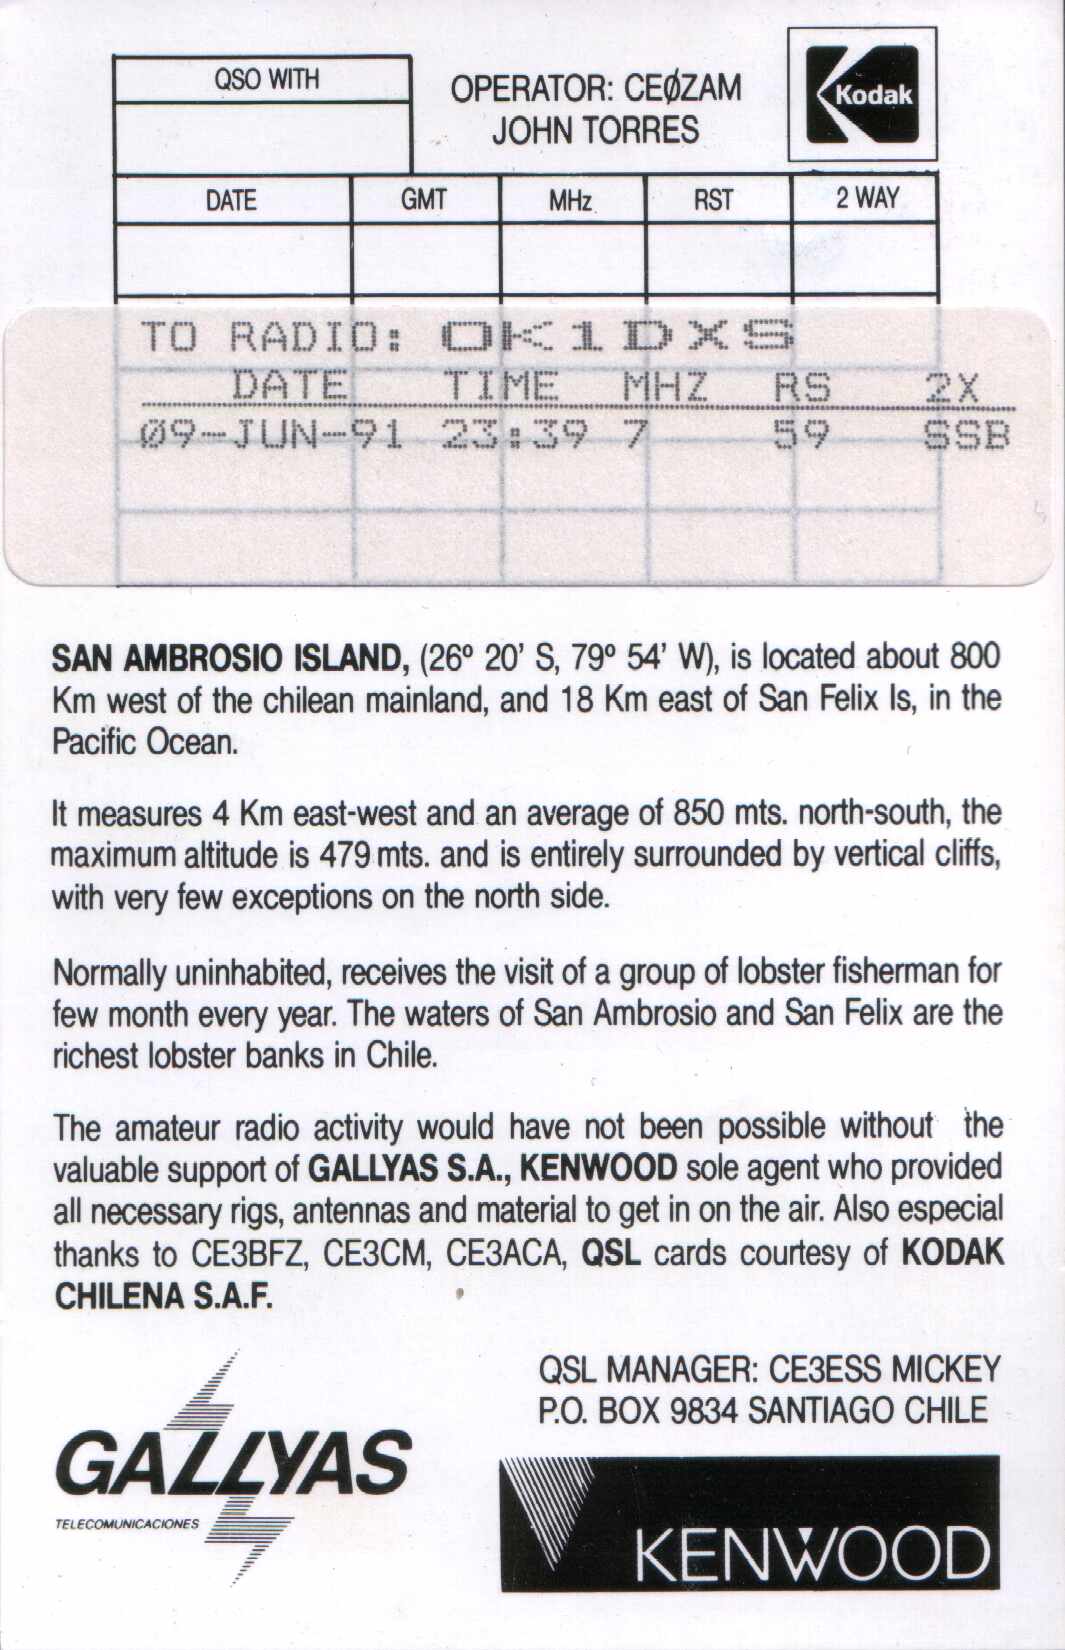 QSO WITH
OPERATOR: CEØZAM
JOHN TORRES
Kodak
DATE GMT MHz. RST 2 WAY
TO RADIO: OK1DXS
DATE TIME MHZ RS 2X
09-JUN-91 23:39 7 59 SSB
SAN AMBROSIO ISLAND, (26º 20' S, 79º 54' W), is located about 800
Km west of the chilean mainland, and 18 Km east of San Felix Is, in the
Pacific Ocean.
It measures 4 Km east-west and an average of 850 mts. north-south, the
maximum altitude is 479 mts. and is entirely surrounded by vertical cliffs,
with very few exceptions on the north side.
Normally uninhabited, receives the visit of a group of lobster fisherman for
few month every year. The waters of San Ambrosio and San Felix are the
richest lobster banks in Chile.
The amateur radio activity would have not been possible without the
valuable support of GALLYAS S.A., KENWOOD sole agent who provided
all necessary rigs, antennas and material to get in on the air. Also especial
thanks to CE3BFZ, CE3CM, CE3ACA, QSL cards courtesy of KODAK
CHILENA S.A.F.
QSL MANAGER: CE3ESS MICKEY
P.O. BOX 9834 SANTIAGO CHILE
GALLYAS
TELECOMUNICACIONES
KENWOOD